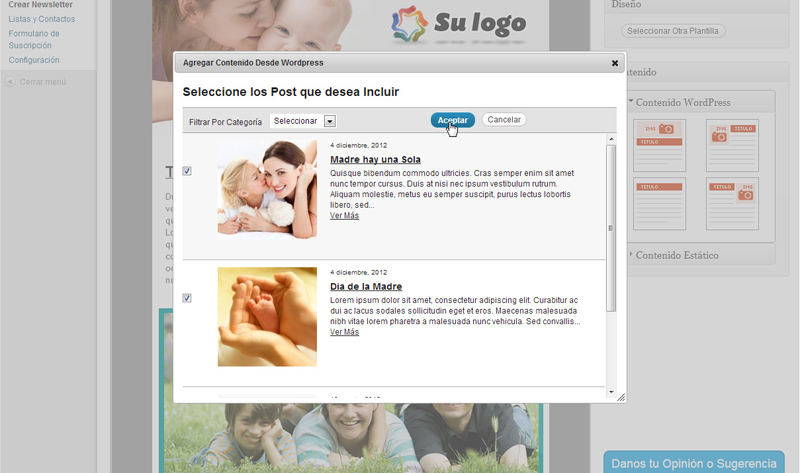 Crear Newsletter
Listas y Contactos
Formulario de
Suscripción
Configuración
Cerrar menú
Su logo
Diseño
Seleccionar Otra Plantilla
Contenido WordPress
IMG
TITULO
TITULO
IMG
TITULO
TITULO
IMG
Contenido Estático
Danos tu Opinión o Sugerencia
Agregar Contenido Desde Wordpress
Seleccione los Post que desea Incluir
Filtrar Por Categoría
Seleccionar
Aceptar
Cancelar
4 diciembre, 2012
Madre hay una Sola
Quisque bibendum commodo ultricies. Cras semper enim sit amet
nunc tempor cursus. Duis at nisi nec ipsum vestibulum rutrum.
Aliquam molestie, metus eu semper suscipit, purus lectus lobortis
libero, sed...
Ver Más
4 diciembre, 2012
Dia de la Madre
Lorem ipsum dolor sit amet, consectetur adipiscing elit. Curabitur ac
dui ac lacus sodales sollicitudin eget et eros. Maecenas malesuada
nibh vitae lorem pharetra a malesuada nunc vehicula. Sed convallis...
Ver Más